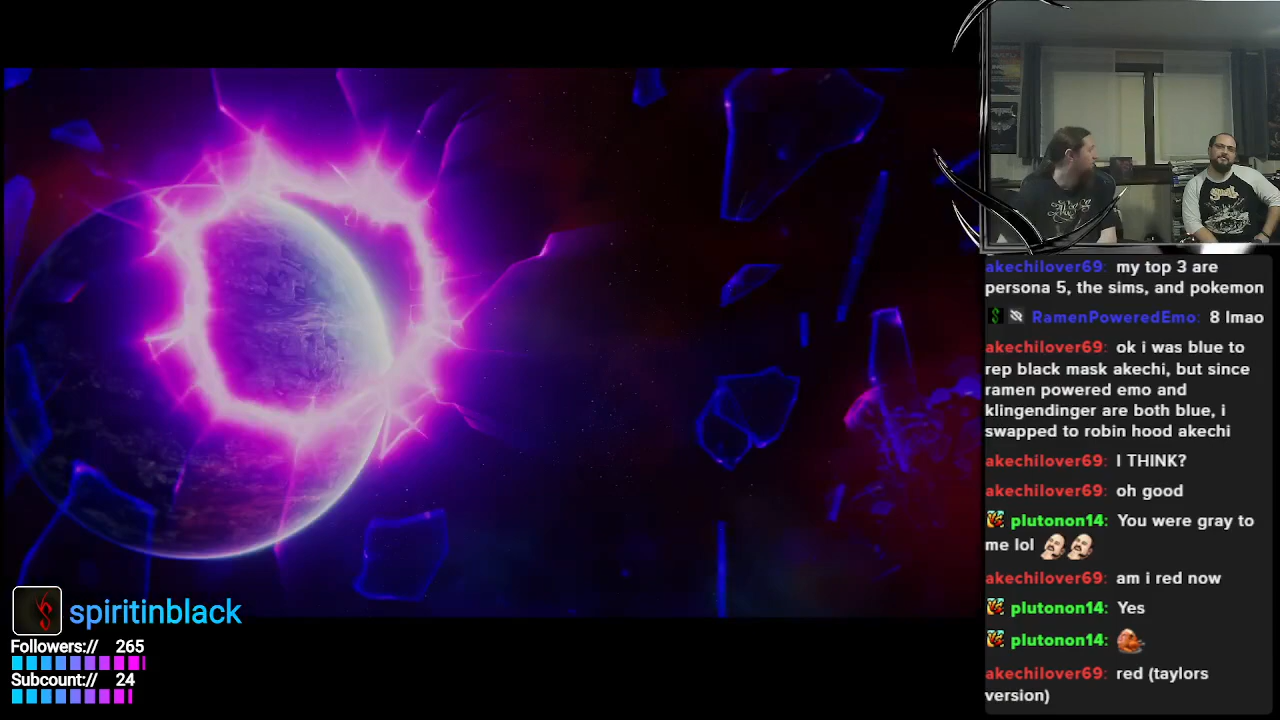 akechilover69: my top 3 are
persona 5, the sims, and pokemon
RamenPoweredEmo: 8 lmao
akechilover69: ok i was blue to
rep black mask akechi, but since
ramen powered emo and
klingendinger are both blue, i
swapped to robin hood akechi
akechilover69: I THINK?
akechilover69: oh good
plutonon14: You were gray to
me lol
akechilover69: am i red now
plutonon14: Yes
plutonon14:
akechilover69: red (taylors
version)
spiritinblack
Followers:// 265
Subcount:// 24